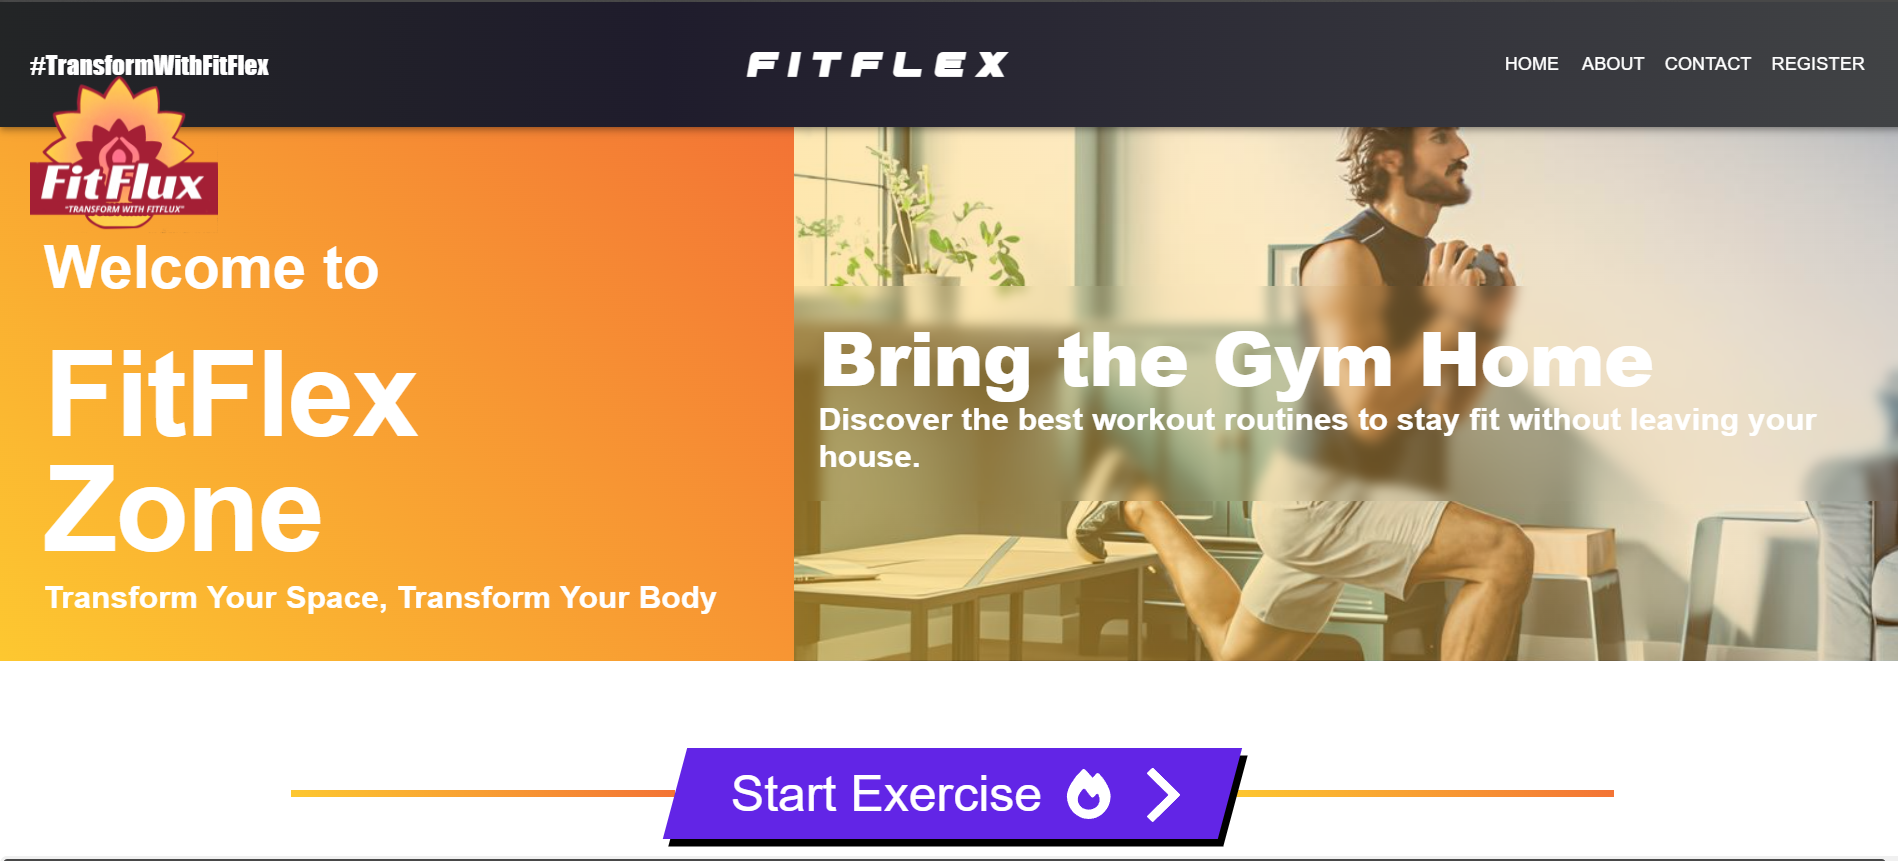 #TransformWithFitFlex
FITFLEX
HOME ABOUT CONTACT REGISTER
FitFlux
"TRANSFORM WITH FITFLUX"
Welcome to
FitFlex
Zone
Transform Your Space, Transform Your Body
Bring the Gym Home
Discover the best workout routines to stay fit without leaving your
house.
Start Exercise